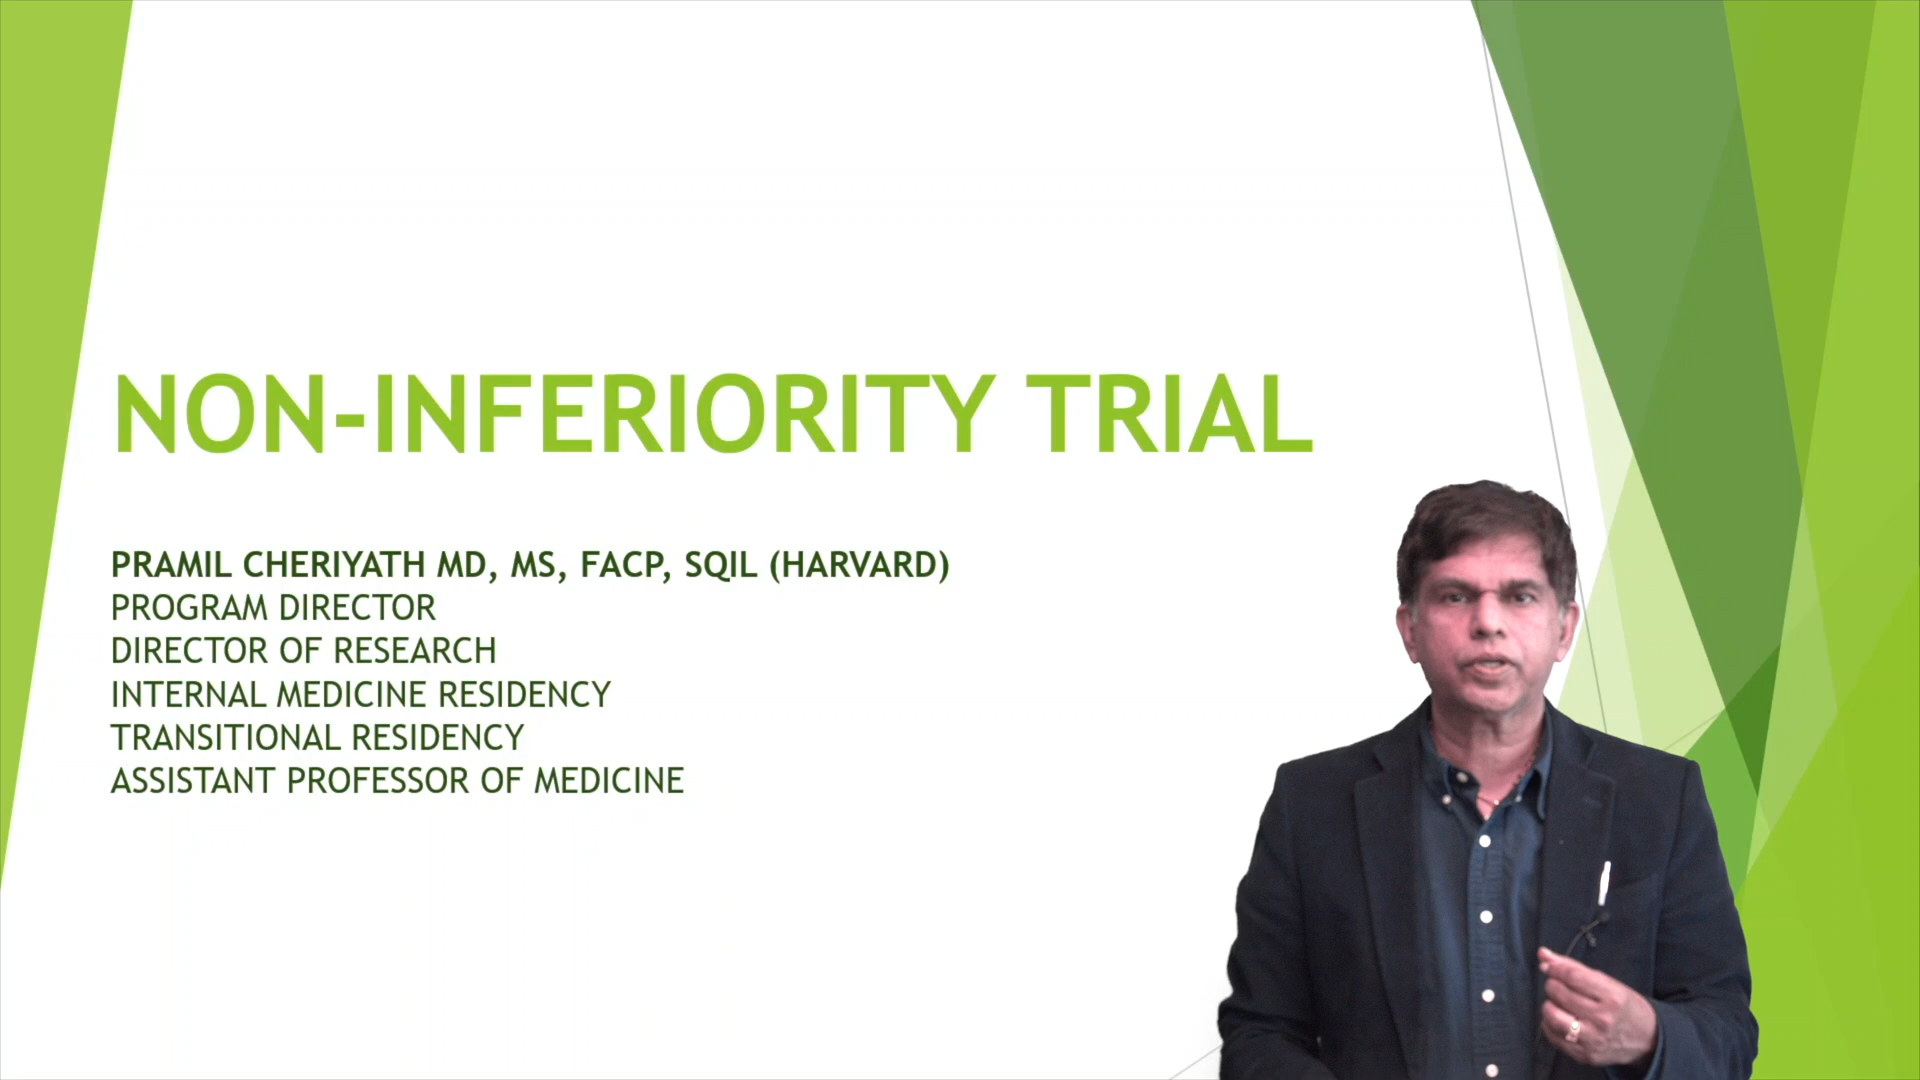 NON-INFERIORITY TRIAL
PRAMIL CHERIYATH MD, MS, FACP, SQIL (HARVARD)
PROGRAM DIRECTOR
DIRECTOR OF RESEARCH
INTERNAL MEDICINE RESIDENCY
TRANSITIONAL RESIDENCY
ASSISTANT PROFESSOR OF MEDICINE